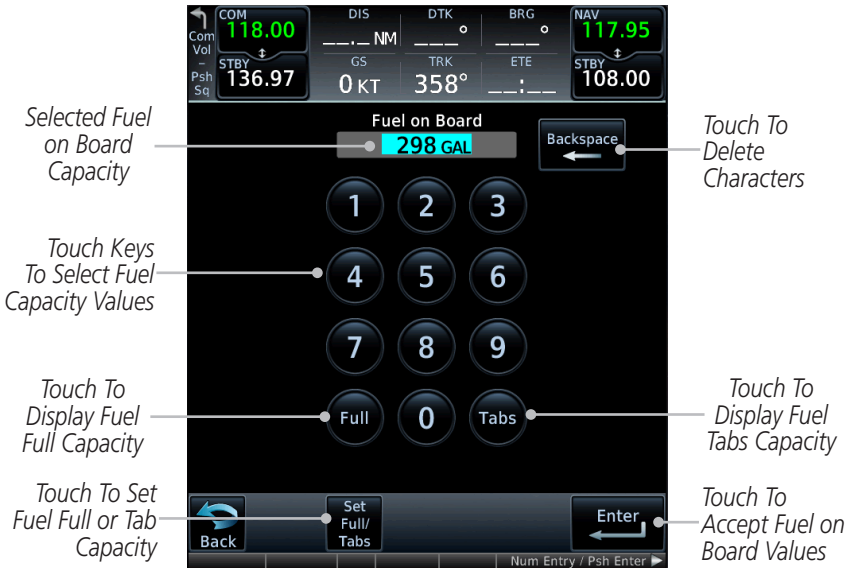 Com
Vol
–
Psh
Sq
COM
118.00
STBY
136.97
DIS
__._ NM
DTK
___°
BRG
___°
GS
0 KT
TRK
358°
ETE
__:__
NAV
117.95
STBY
108.00
Selected Fuel
on Board
Capacity
Fuel on Board
298 GAL
Backspace
Touch To
Delete
Characters
1 2 3
Touch Keys
To Select Fuel
Capacity Values
4 5 6
7 8 9
Touch To
Display Fuel
Full Capacity
Full 0 Tabs
Touch To
Display Fuel
Tabs Capacity
Touch To Set
Fuel Full or Tab
Capacity
Back
Set
Full/
Tabs
Enter
Touch To
Accept Fuel on
Board Values
Num Entry / Psh Enter